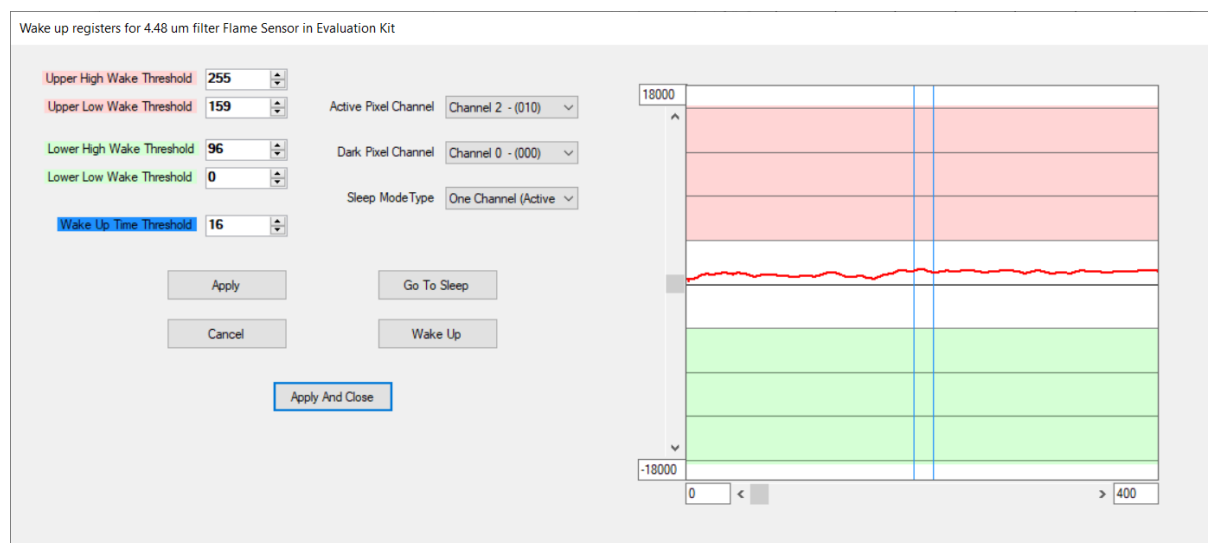 Wake up registers for 4.48 um filter Flame Sensor in Evaluation Kit
Upper High Wake Threshold 255
Upper Low Wake Threshold 159
Lower High Wake Threshold 96
Lower Low Wake Threshold 0
Wake Up Time Threshold 16
Active Pixel Channel Channel 2 - (010)
Dark Pixel Channel Channel 0 - (000)
Sleep ModeType One Channel (Active
Apply
Go To Sleep
Cancel
Wake Up
Apply And Close
18000
-18000
0 < > 400